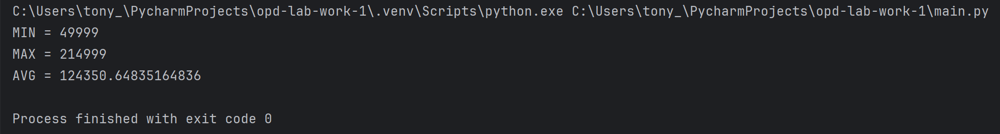 C:\Users\tony_\PycharmProjects\opd-lab-work-1\.venv\Scripts\python.exe C:\Users\tony_\PycharmProjects\opd-lab-work-1\main.py
MIN = 49999
MAX = 214999
AVG = 124350.64835164836
Process finished with exit code 0